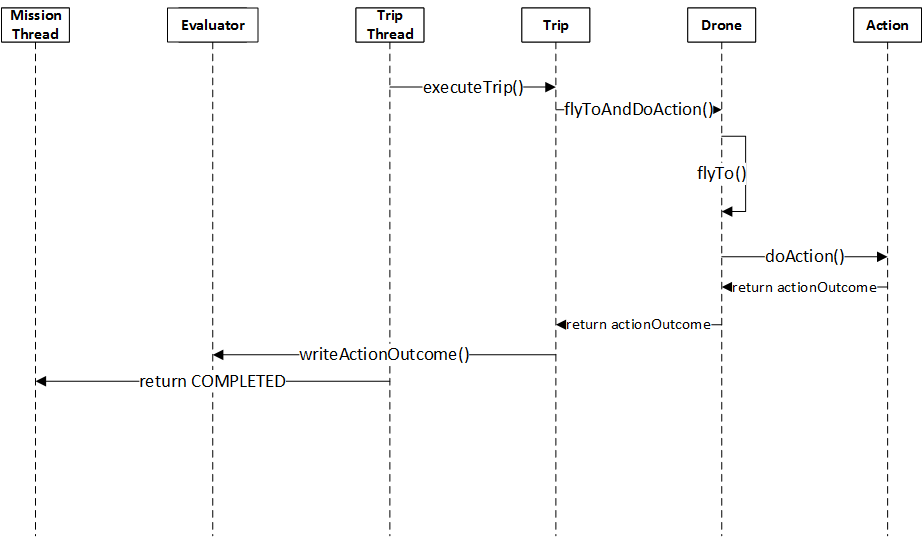 Mission
Thread
Evaluator
Trip
Thread
Trip
Drone
Action
executeTrip()
flyToAndDoAction()
flyTo()
doAction()
return actionOutcome
return actionOutcome
writeActionOutcome()
return COMPLETED